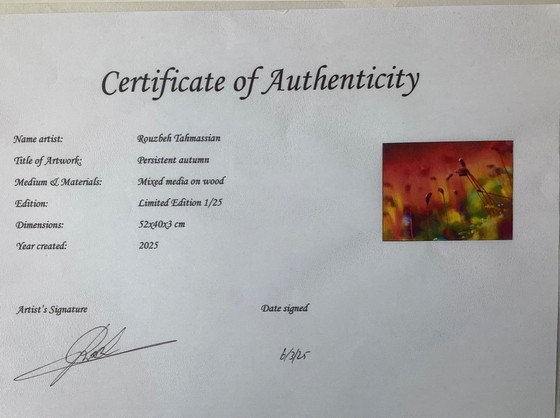 Certificate of Authenticity
Name artist: Rouzbeh Tahmassian
Title of Artwork: Persistent autumn
Medium & Materials: Mixed media on wood
Edition: Limited Edition 1/25
Dimensions: 52x40x3 cm
Year created: 2025
Artist's Signature Date signed
6/3/25